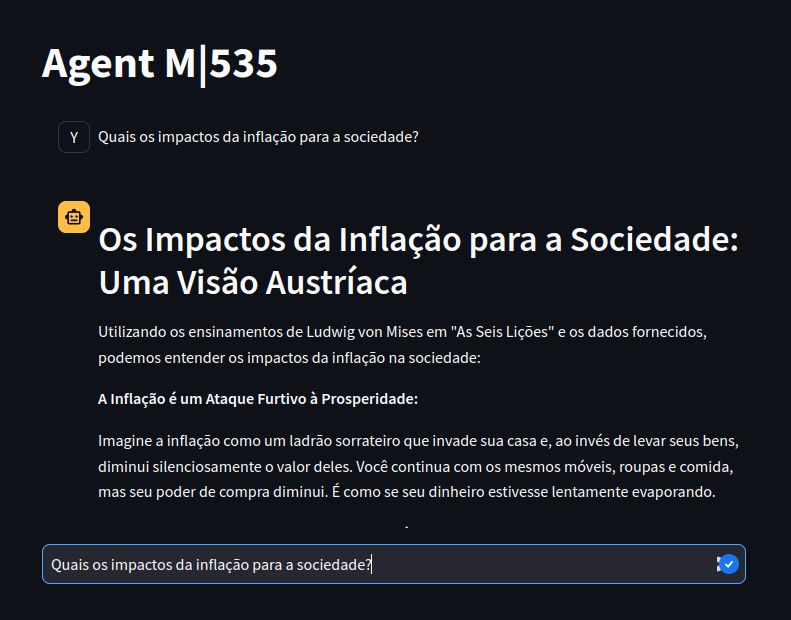 Agent M|535
Y
Quais os impactos da inflação para a sociedade?
Os Impactos da Inflação para a Sociedade:
Uma Visão Austríaca
Utilizando os ensinamentos de Ludwig von Mises em "As Seis Lições" e os dados fornecidos,
podemos entender os impactos da inflação na sociedade:
A Inflação é um Ataque Furtivo à Prosperidade:
Imagine a inflação como um ladrão sorrateiro que invade sua casa e, ao invés de levar seus bens,
diminui silenciosamente o valor deles. Você continua com os mesmos móveis, roupas e comida,
mas seu poder de compra diminui. É como se seu dinheiro estivesse lentamente evaporando.
Quais os impactos da inflação para a sociedade?